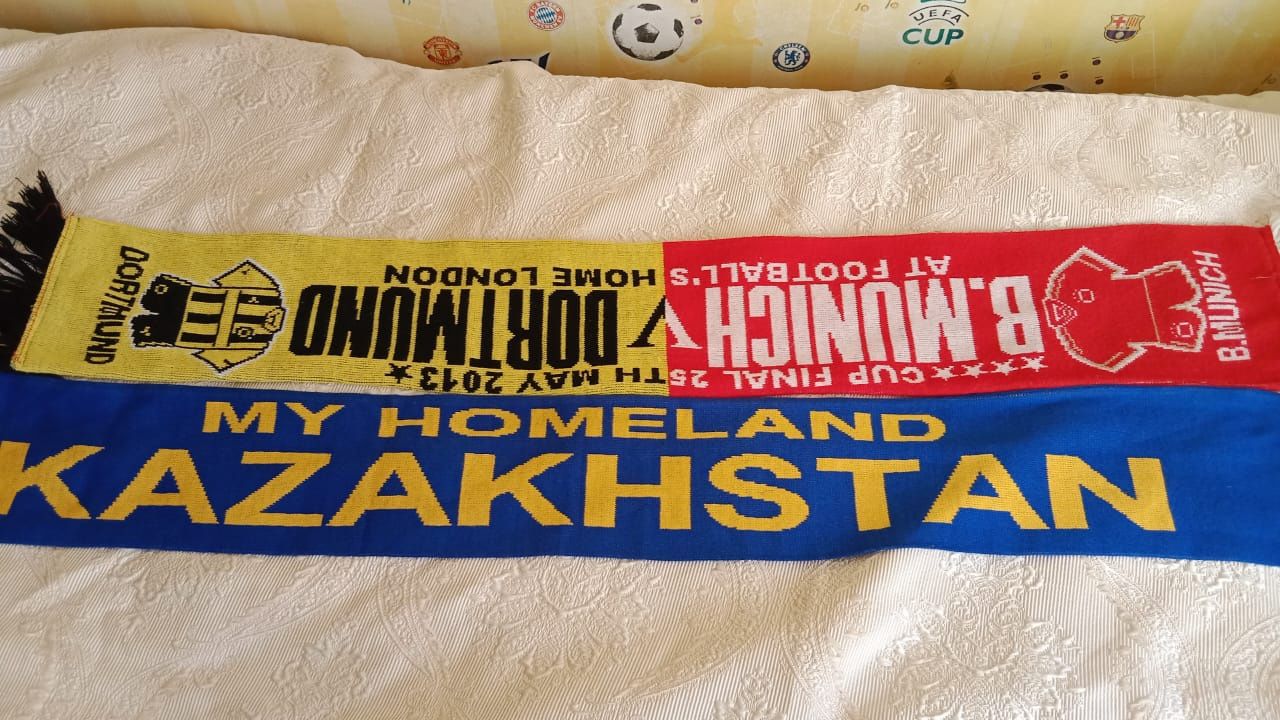 UEFA
CUP
★★★★CUP FINAL 25TH MAY 2013★
B.MUNICH V DORTMUND
AT FOOTBALL'S HOME LONDON
B.MUNICH
DORTMUND
MY HOMELAND
KAZAKHSTAN